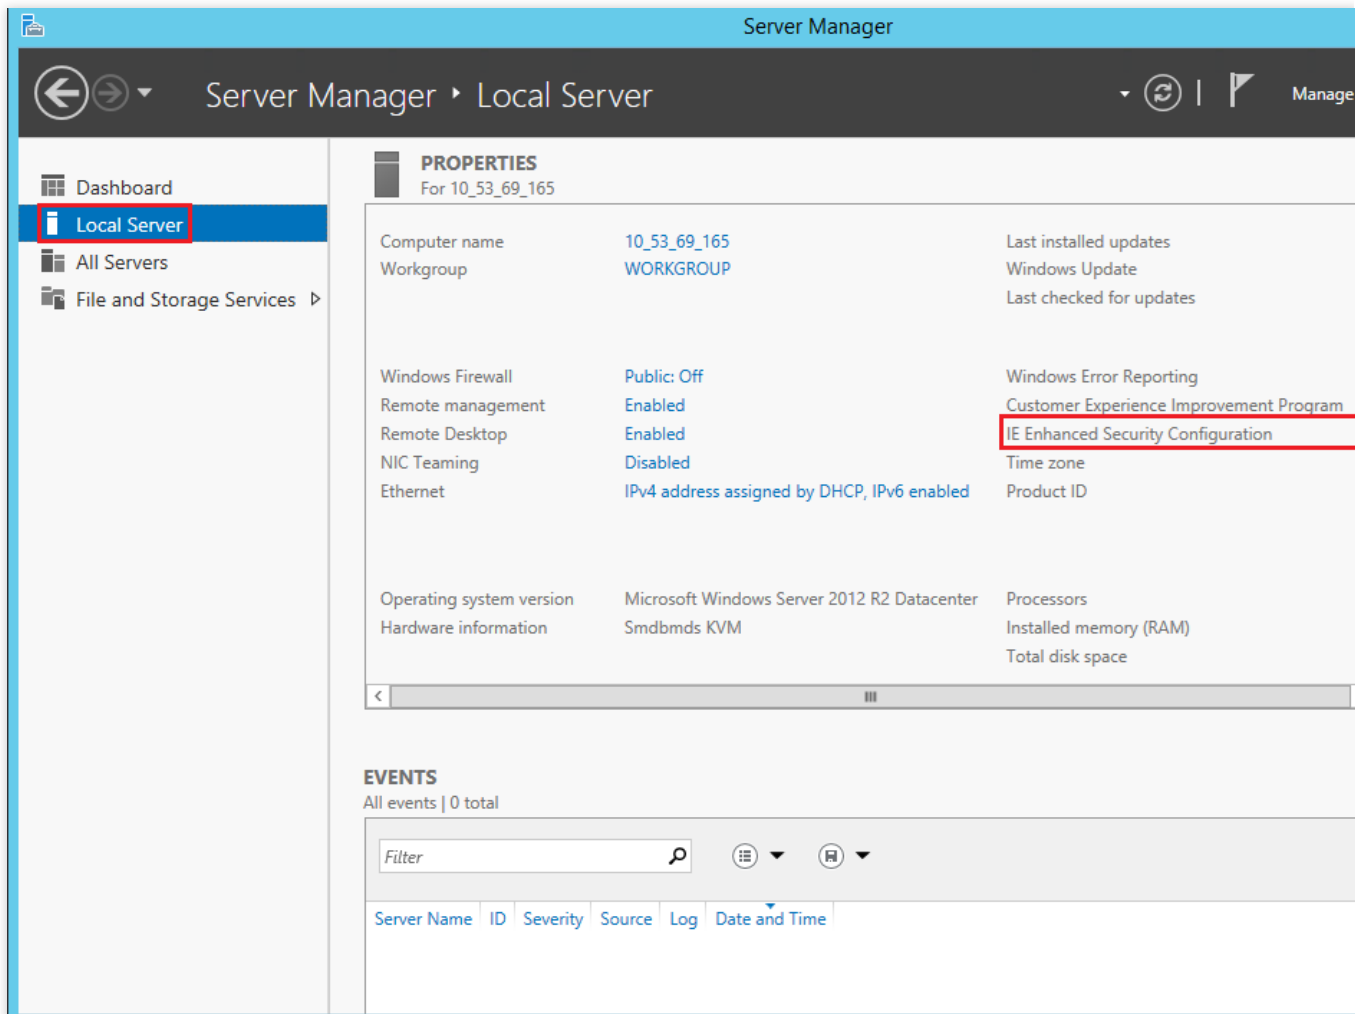 Server Manager
Server Manager ‣ Local Server
Manage
Dashboard
Local Server
All Servers
File and Storage Services
PROPERTIES
For 10_53_69_165
Computer name 10_53_69_165 Last installed updates
Workgroup WORKGROUP Windows Update
Last checked for updates
Windows Firewall Public: Off Windows Error Reporting
Remote management Enabled Customer Experience Improvement Program
Remote Desktop Enabled IE Enhanced Security Configuration
NIC Teaming Disabled Time zone
Ethernet IPv4 address assigned by DHCP, IPv6 enabled Product ID
Operating system version Microsoft Windows Server 2012 R2 Datacenter Processors
Hardware information Smdbmds KVM Installed memory (RAM)
Total disk space
EVENTS
All events | 0 total
Filter
Server Name ID Severity Source Log Date and Time